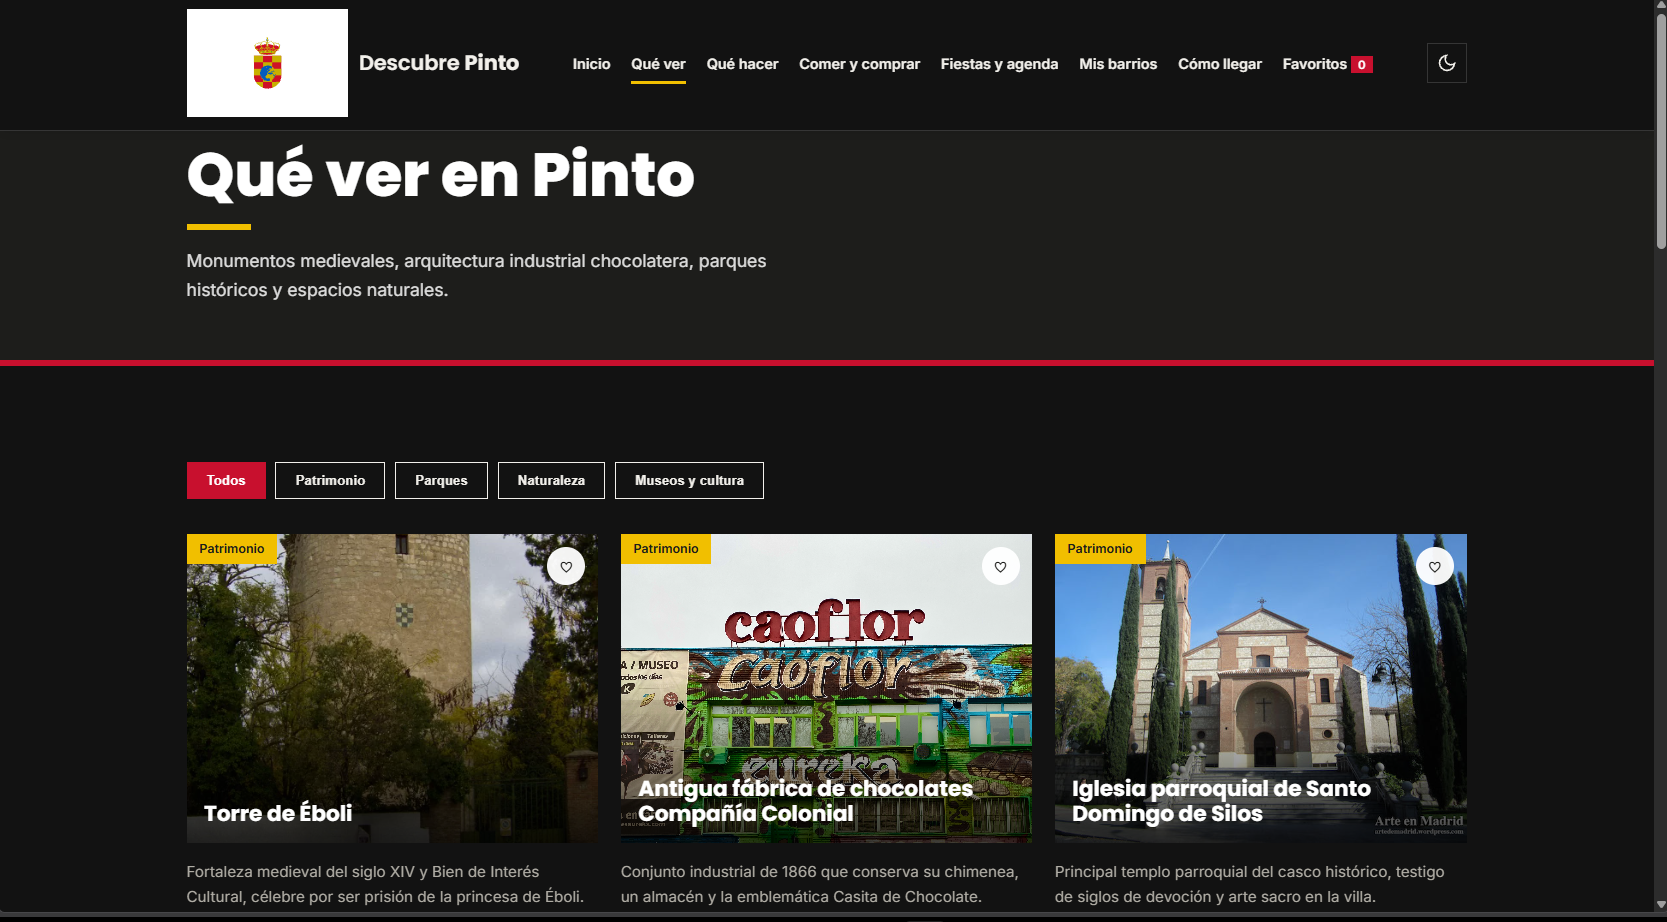 Descubre Pinto
Inicio
Qué ver
Qué hacer
Comer y comprar
Fiestas y agenda
Mis barrios
Cómo llegar
Favoritos 0
Qué ver en Pinto
Monumentos medievales, arquitectura industrial chocolatera, parques
históricos y espacios naturales.
Todos
Patrimonio
Parques
Naturaleza
Museos y cultura
Patrimonio
Torre de Éboli
Fortaleza medieval del siglo XIV y Bien de Interés
Cultural, célebre por ser prisión de la princesa de Éboli.
Patrimonio
caoflor
A / MUSEO
caoflor
eureka
Antigua fábrica de chocolates
Compañía Colonial
Conjunto industrial de 1866 que conserva su chimenea,
un almacén y la emblemática Casita de Chocolate.
Patrimonio
Iglesia parroquial de Santo
Domingo de Silos
Arte en Madrid
artedemadrid.wordpress.com
Principal templo parroquial del casco histórico, testigo
de siglos de devoción y arte sacro en la villa.